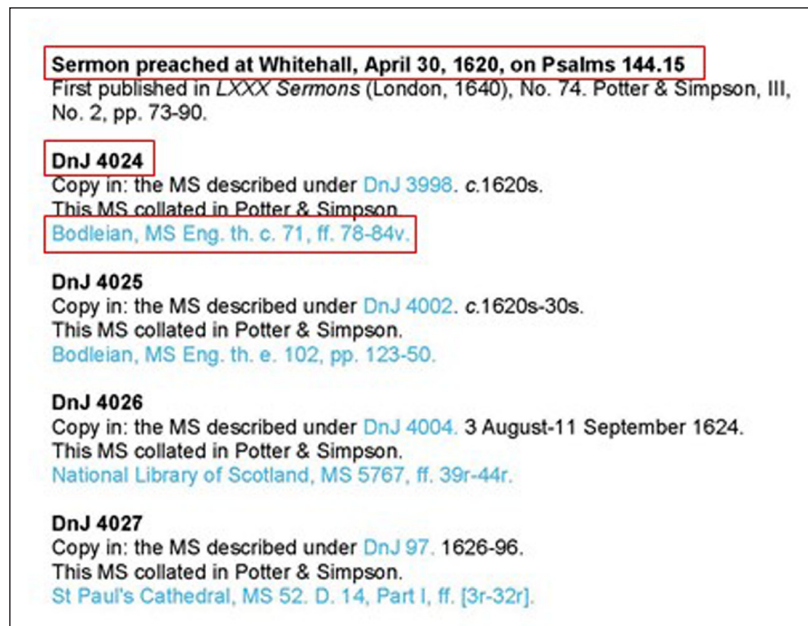 Sermon preached at Whitehall, April 30, 1620, on Psalms 144.15
First published in LXXX Sermons (London, 1640), No. 74. Potter & Simpson, III,
No. 2, pp. 73-90.
DnJ 4024
Copy in: the MS described under DnJ 3998. c.1620s.
This MS collated in Potter & Simpson.
Bodleian, MS Eng. th. c. 71, ff. 78-84v.
DnJ 4025
Copy in: the MS described under DnJ 4002. c.1620s-30s.
This MS collated in Potter & Simpson.
Bodleian, MS Eng. th. e. 102, pp. 123-50.
DnJ 4026
Copy in: the MS described under DnJ 4004. 3 August-11 September 1624.
This MS collated in Potter & Simpson.
National Library of Scotland, MS 5767, ff. 39r-44r.
DnJ 4027
Copy in: the MS described under DnJ 97. 1626-96.
This MS collated in Potter & Simpson.
St Paul's Cathedral, MS 52. D. 14, Part I, ff. [3r-32r].